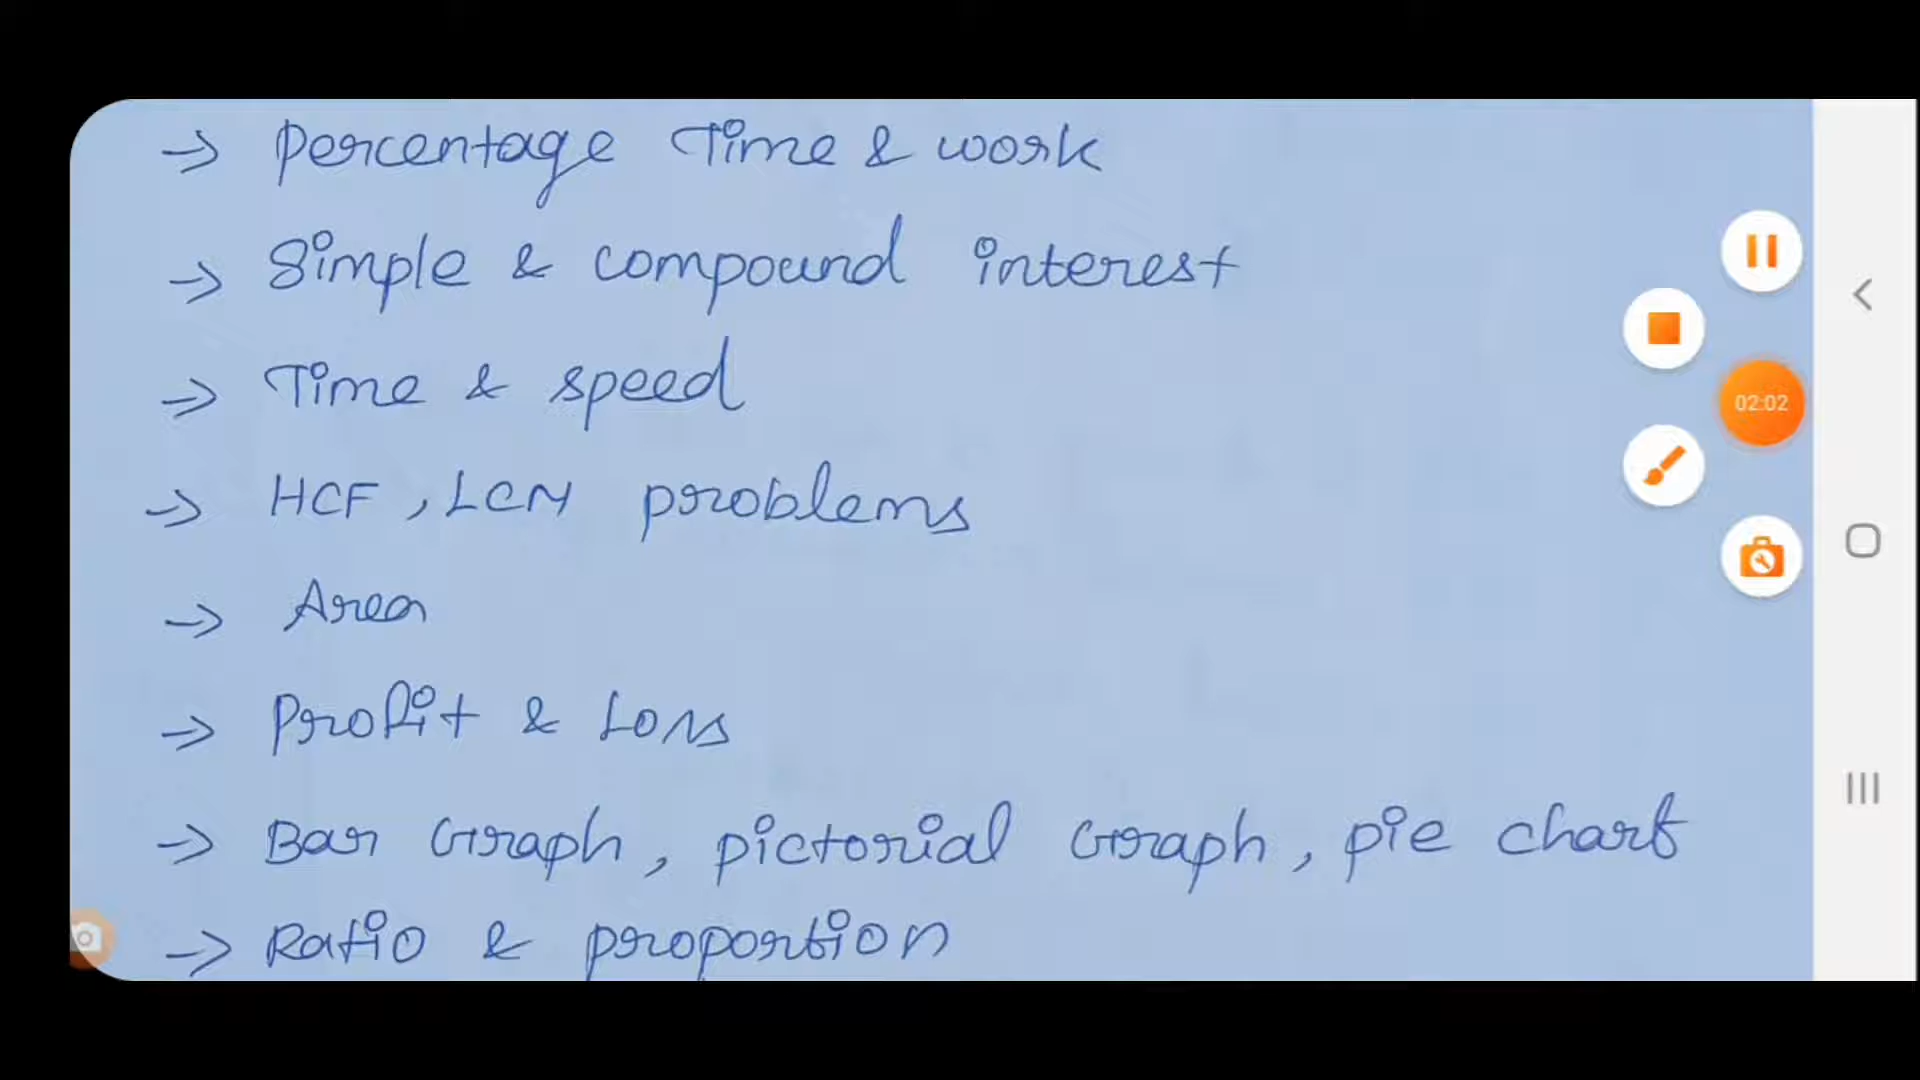 → Percentage Time & work
→ Simple & compound interest
→ Time & speed
→ HCF, LCM problems
→ Area
→ Profit & Loss
→ Bar Graph, pictorial Graph, pie chart
→ Ratio & proportion
02:02